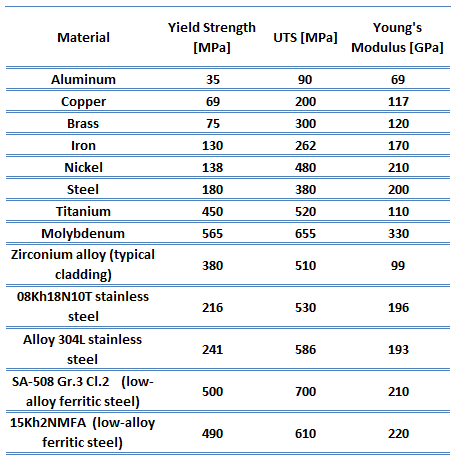 Material Yield Strength [MPa] UTS [MPa] Young's Modulus [GPa]
Aluminum 35 90 69
Copper 69 200 117
Brass 75 300 120
Iron 130 262 170
Nickel 138 480 210
Steel 180 380 200
Titanium 450 520 110
Molybdenum 565 655 330
Zirconium alloy (typical
cladding) 380 510 99
08Kh18N10T stainless
steel 216 530 196
Alloy 304L stainless
steel 241 586 193
SA-508 Gr.3 Cl.2 (low-
alloy ferritic steel) 500 700 210
15Kh2NMFA (low-alloy
ferritic steel) 490 610 220